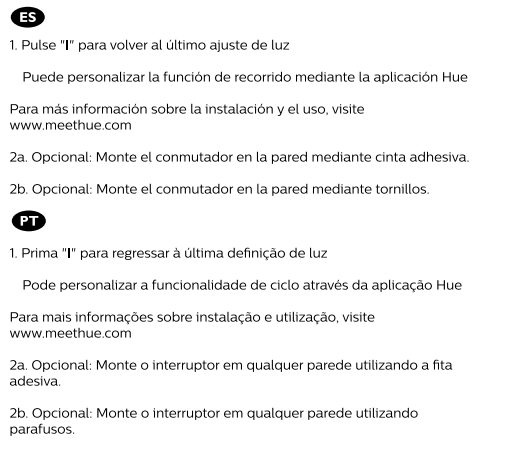 ES
1. Pulse "I" para volver al último ajuste de luz
Puede personalizar la función de recorrido mediante la aplicación Hue
Para más información sobre la instalación y el uso, visite
www.meethue.com
2a. Opcional: Monte el conmutador en la pared mediante cinta adhesiva.
2b. Opcional: Monte el conmutador en la pared mediante tornillos.
PT
1. Prima "I" para regressar à última definição de luz
Pode personalizar a funcionalidade de ciclo através da aplicação Hue
Para mais informações sobre instalação e utilização, visite
www.meethue.com
2a. Opcional: Monte o interruptor em qualquer parede utilizando a fita
adesiva.
2b. Opcional: Monte o interruptor em qualquer parede utilizando
parafusos.